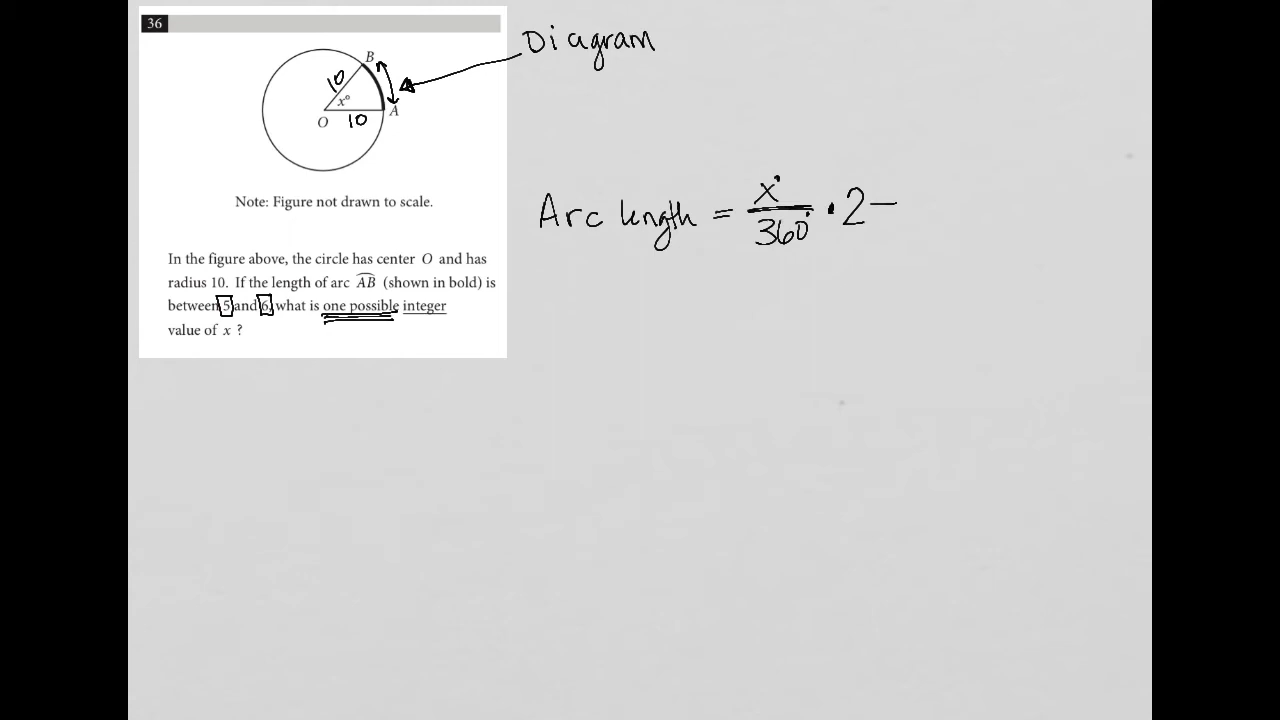 36
Diagram
B
10
x°
A
O
10
Arc length = x°/360° · 2
Note: Figure not drawn to scale.
In the figure above, the circle has center O and has
radius 10. If the length of arc AB (shown in bold) is
between 5 and 6, what is one possible integer
value of x ?